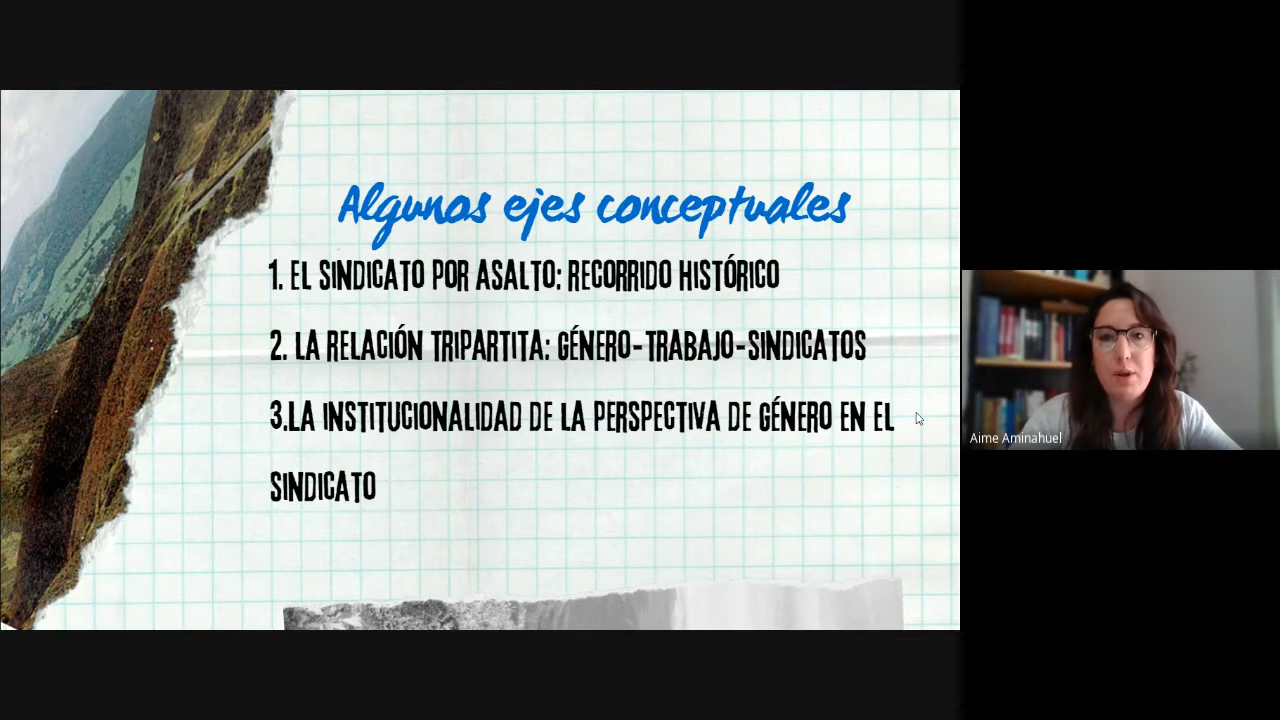 Algunos ejes conceptuales
1. EL SINDICATO POR ASALTO: RECORRIDO HISTÓRICO
2. LA RELACIÓN TRIPARTITA: GÉNERO-TRABAJO-SINDICATOS
3.LA INSTITUCIONALIDAD DE LA PERSPECTIVA DE GÉNERO EN EL
SINDICATO
Aime Aminahuel